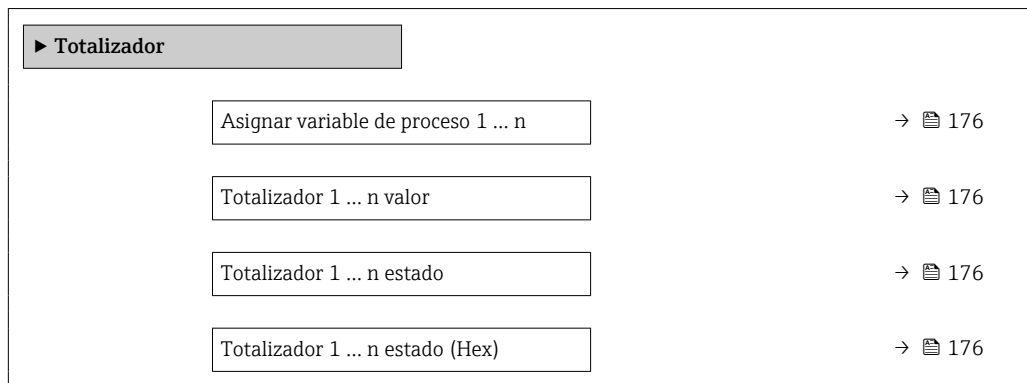 ▶ Totalizador
Asignar variable de proceso 1 … n → 176
Totalizador 1 … n valor → 176
Totalizador 1 … n estado → 176
Totalizador 1 … n estado (Hex) → 176